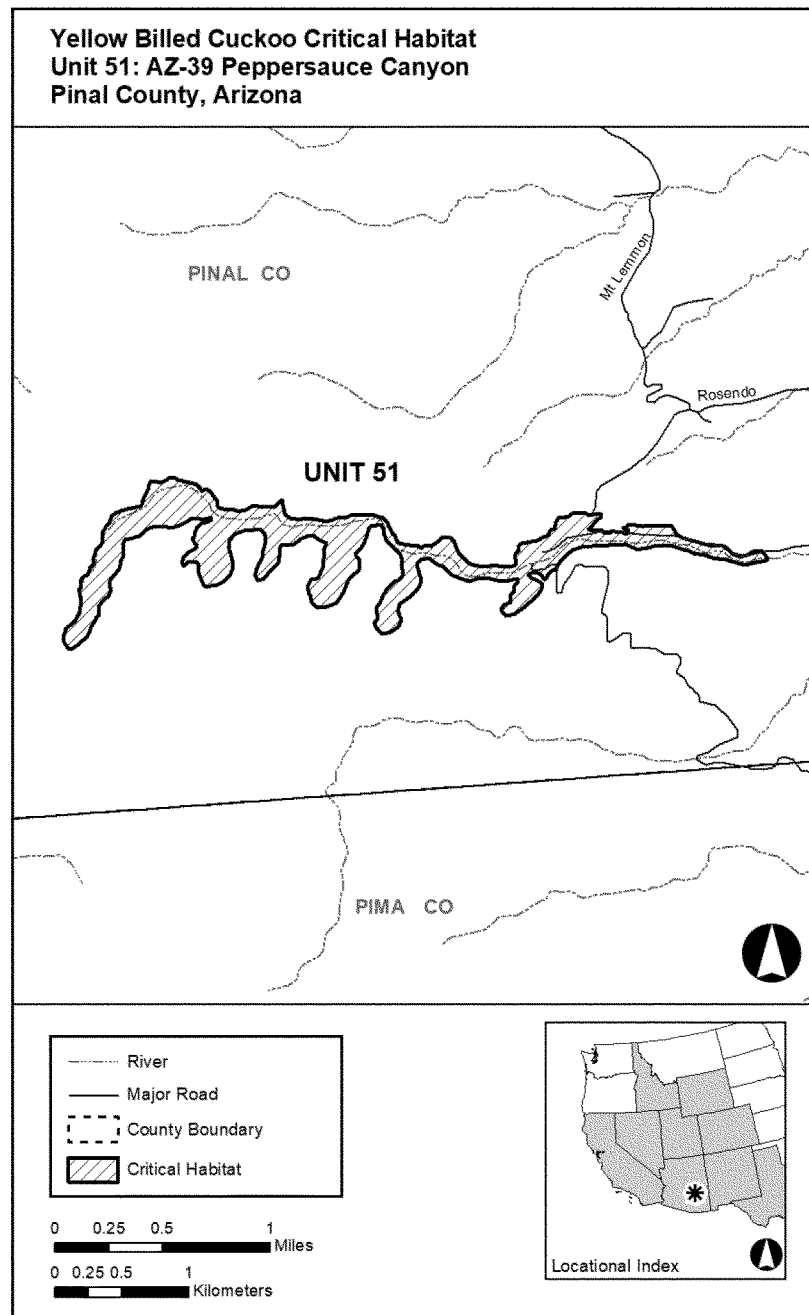 Yellow Billed Cuckoo Critical Habitat
Unit 51: AZ-39 Peppersauce Canyon
Pinal County, Arizona
PINAL CO
Mt Lemmon
Rosendo
UNIT 51
PIMA CO
River
Major Road
County Boundary
Critical Habitat
0 0.25 0.5 1
Miles
0 0.25 0.5 1
Kilometers
Locational Index